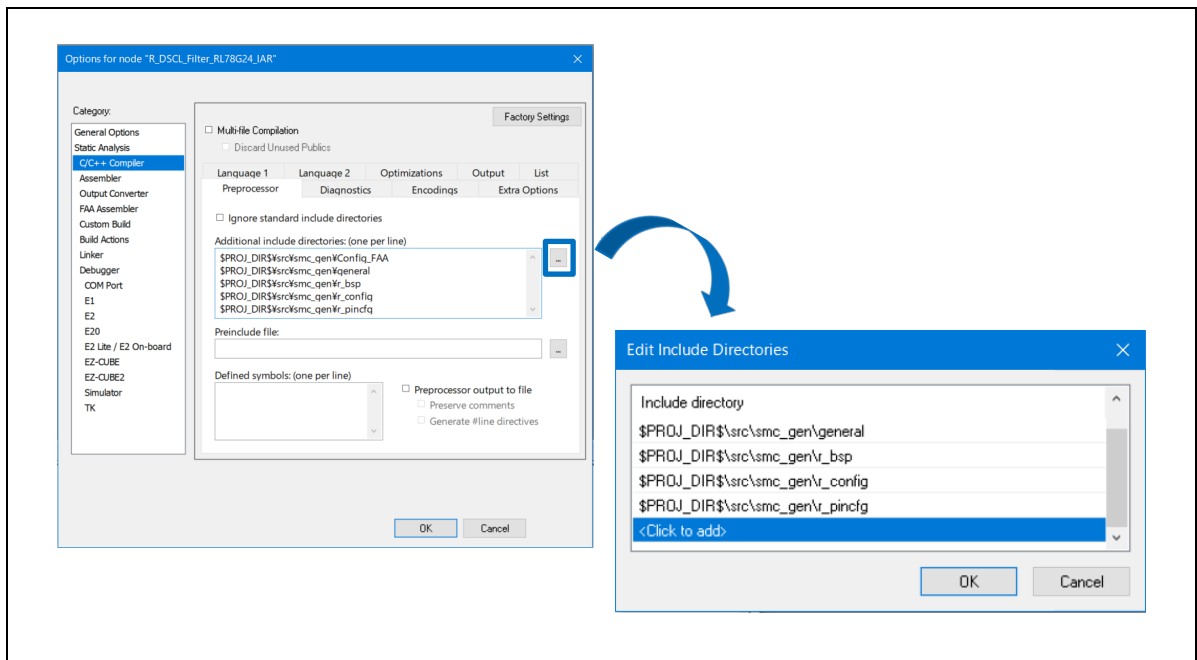 Options for node "R_DSCL_Filter_RL78G24_IAR"
Category:
General Options
Static Analysis
C/C++ Compiler
Assembler
Output Converter
FAA Assembler
Custom Build
Build Actions
Linker
Debugger
COM Port
E1
E2
E20
E2 Lite / E2 On-board
EZ-CUBE
EZ-CUBE2
Simulator
TK
Factory Settings
Multi-file Compilation
Discard Unused Publics
Language 1 Language 2 Optimizations Output List
Preprocessor Diagnostics Encodings Extra Options
Ignore standard include directories
Additional include directories: (one per line)
$PROJ_DIR$¥src¥smc_gen¥Config_FAA
$PROJ_DIR$¥src¥smc_gen¥general
$PROJ_DIR$¥src¥smc_gen¥r_bsp
$PROJ_DIR$¥src¥smc_gen¥r_config
$PROJ_DIR$¥src¥smc_gen¥r_pincfg
...
Preinclude file:
...
Defined symbols: (one per line)
Preprocessor output to file
Preserve comments
Generate #line directives
OK Cancel
Edit Include Directories
Include directory
$PROJ_DIR$\src\smc_gen\general
$PROJ_DIR$\src\smc_gen\r_bsp
$PROJ_DIR$\src\smc_gen\r_config
$PROJ_DIR$\src\smc_gen\r_pincfg
<Click to add>
OK Cancel